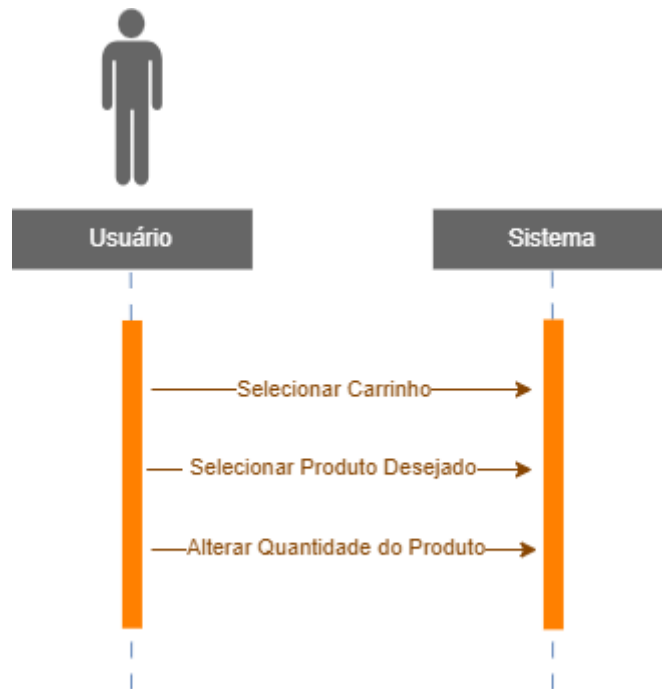 Usuário
Sistema
Selecionar Carrinho
Selecionar Produto Desejado
Alterar Quantidade do Produto